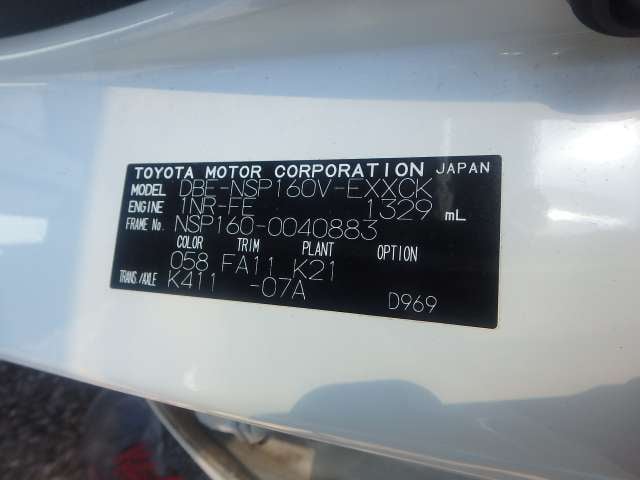 TOYOTA MOTOR CORPORATION JAPAN
MODEL DBE-NSP160V-EXXCK
ENGINE 1NR-FE 1329 mL
FRAME No. NSP160-0040883
COLOR TRIM PLANT OPTION
058 FA11 K21
TRANS./AXLE K411 -07A
D969